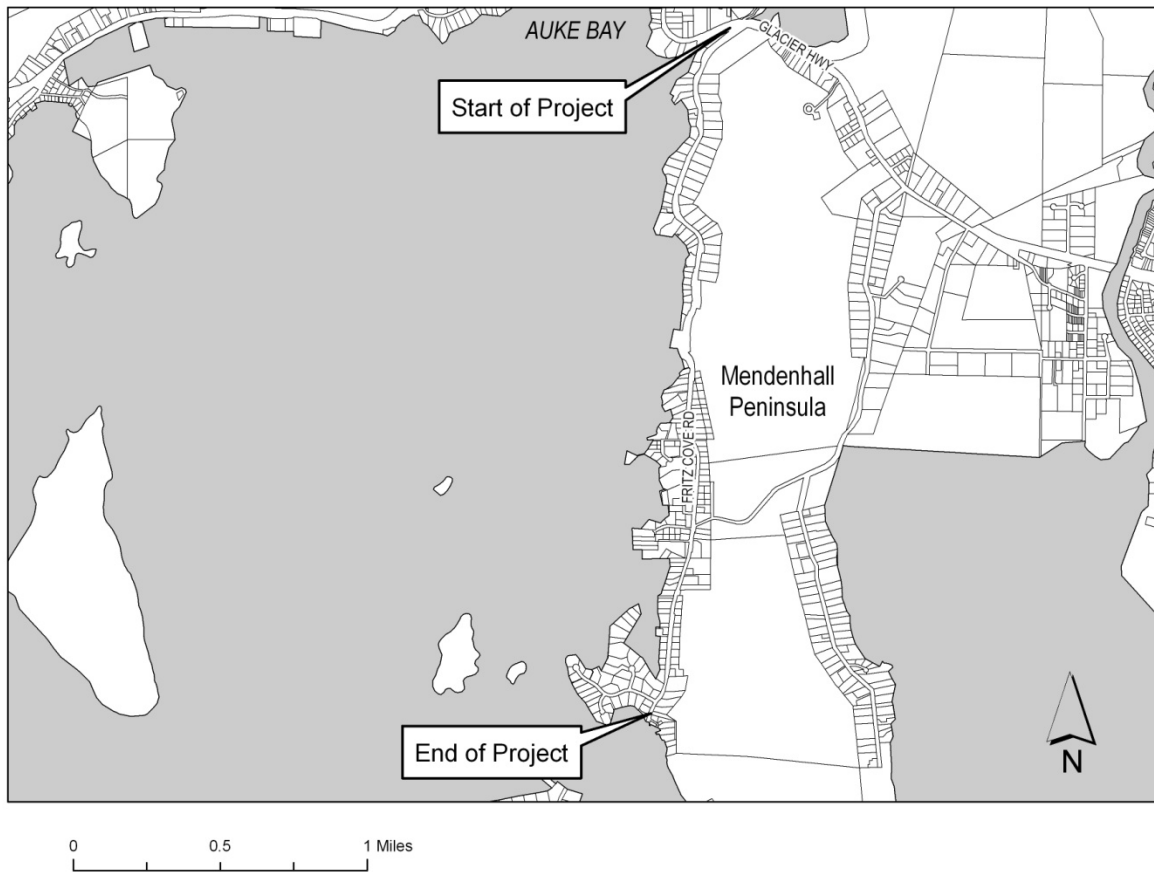 AUKE BAY
GLACIER HWY
Start of Project
Mendenhall
Peninsula
FRITZ COVE RD
End of Project
N
0 0.5 1 Miles